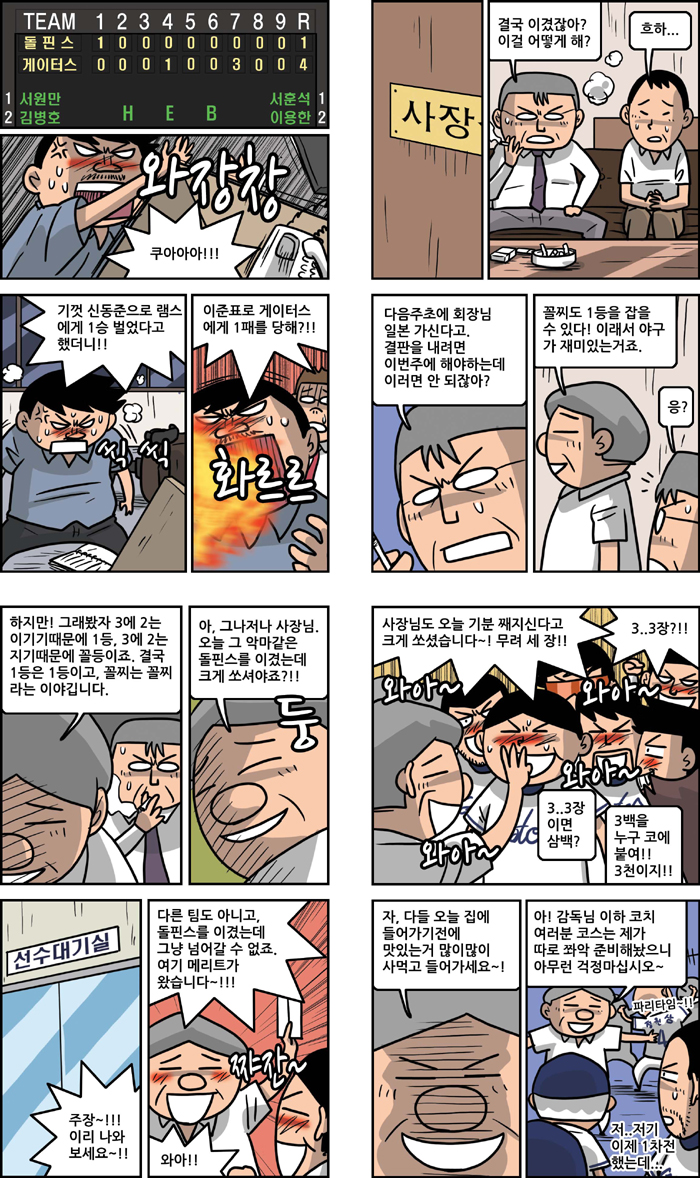 TEAM 1 2 3 4 5 6 7 8 9 R
돌핀스 1 0 0 0 0 0 0 0 0 1
게이터스 0 0 0 1 0 0 3 0 0 4
1 서원만 서훈석 1
2 김병호 H E B 이용한 2
와장창
쿠아아아!!!
기껏 신동준으로 램스
에게 1승 벌었다고
했더니!!
씩 씩
이준표로 게이터스
에게 1패를 당해?!!
화르르
사장
결국 이겼잖아?
이걸 어떻게 해?
흐하...
다음주초에 회장님
일본 가신다고.
결판을 내려면
이번주에 해야하는데
이러면 안 되잖아?
꼴찌도 1등을 잡을
수 있다! 이래서 야구
가 재미있는거죠.
응?
하지만! 그래봤자 3에 2는
이기기때문에 1등, 3에 2는
지기때문에 꼴등이죠. 결국
1등은 1등이고, 꼴찌는 꼴찌
라는 이야깁니다.
아, 그나저나 사장님.
오늘 그 악마같은
돌핀스를 이겼는데
크게 쏘셔야죠?!!
둥
선수대기실
주장~!!!
이리 나와
보세요~!!
다른 팀도 아니고,
돌핀스를 이겼는데
그냥 넘어갈 수 없죠.
여기 메리트가
왔습니다~!!!
쨔잔~
와아!!
사장님도 오늘 기분 째지신다고
크게 쏘셨습니다~! 무려 세 장!!
3..3장?!!
와아~
와아~
와아~
와아~
3..3장
이면
삼백?
3백을
누구 코에
붙여!!
3천이지!!
자, 다들 오늘 집에
들어가기전에
맛있는거 많이많이
사먹고 들어가세요~!
아! 감독님 이하 코치
여러분 코스는 제가
따로 쫘악 준비해놨으니
아무런 걱정마십시오~
파리타임~!!
저..저기
이제 1차전
했는데...